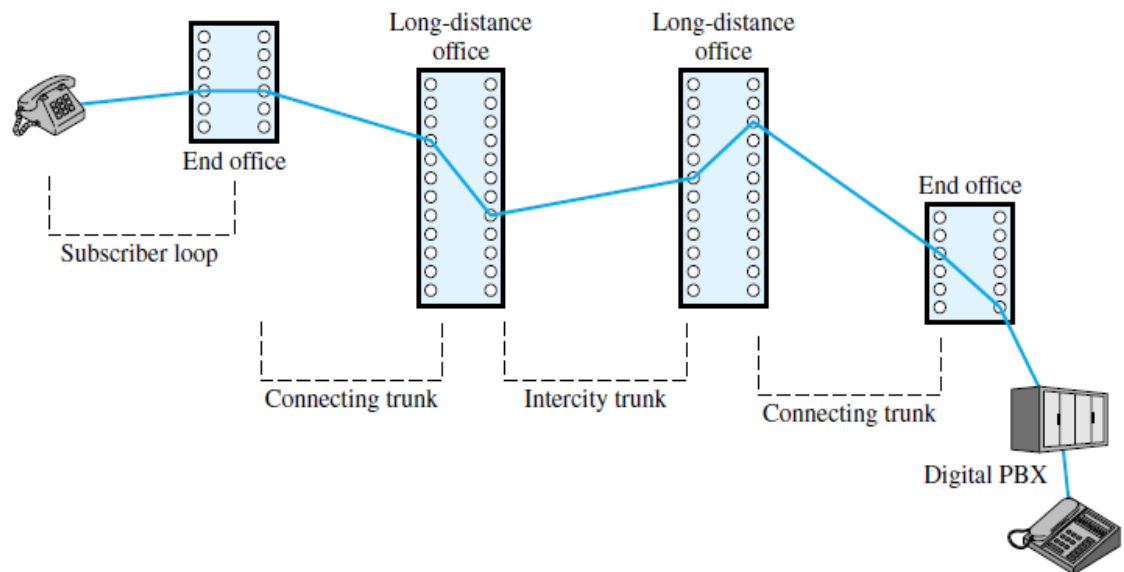 Long-distance
office
Long-distance
office
End office
End office
Subscriber loop
Connecting trunk
Intercity trunk
Connecting trunk
Digital PBX